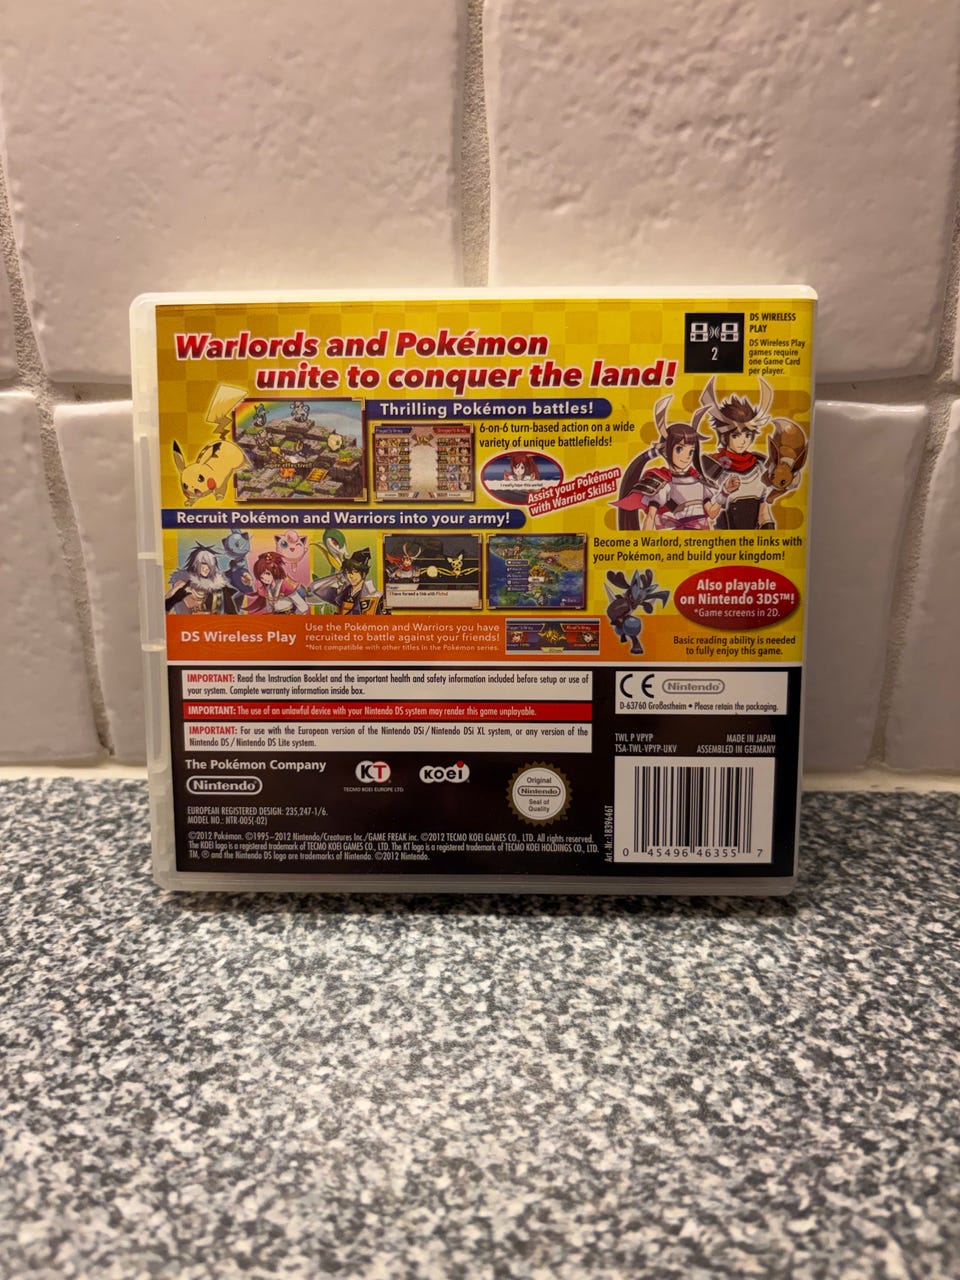 Warlords and Pokémon
unite to conquer the land!
2
DS WIRELESS
PLAY
DS Wireless Play
games require
one Game Card
per player.
Thrilling Pokémon battles!
6-on-6 turn-based action on a wide
variety of unique battlefields!
Super effective!!
Assist your Pokémon
with Warrior Skills!
Recruit Pokémon and Warriors into your army!
Become a Warlord, strengthen the links with
your Pokémon, and build your kingdom!
Also playable
on Nintendo 3DS™!
*Game screens in 2D.
DS Wireless Play
Use the Pokémon and Warriors you have
recruited to battle against your friends!
*Not compatible with other titles in the Pokémon series.
Basic reading ability is needed
to fully enjoy this game.
IMPORTANT: Read the Instruction Booklet and the important health and safety information included before setup or use of
your system. Complete warranty information inside box.
IMPORTANT: The use of an unlawful device with your Nintendo DS system may render this game unplayable.
IMPORTANT: For use with the European version of the Nintendo DSi/Nintendo DSi XL system, or any version of the
Nintendo DS/Nintendo DS Lite system.
CE Nintendo
D-63760 Großostheim • Please retain the packaging.
TWL P VPYP
MADE IN JAPAN
TSA-TWL-VPYP-UKV
ASSEMBLED IN GERMANY
The Pokémon Company
Nintendo
KT
TECMO KOEI EUROPE LTD
KOEI
Original
Nintendo
Seal of
Quality
EUROPEAN REGISTERED DESIGN: 235,247-1/6.
MODEL NO.: NTR-005(-02)
©2012 Pokémon. ©1995–2012 Nintendo/Creatures Inc./GAME FREAK inc. ©2012 TECMO KOEI GAMES CO., LTD. All rights reserved.
The KOEI logo is a registered trademark of TECMO KOEI GAMES CO., LTD. The KT logo is a registered trademark of TECMO KOEI HOLDINGS CO., LTD.
TM, ® and the Nintendo DS logo are trademarks of Nintendo. ©2012 Nintendo.
Art.-Nr.: 1839646T
0 45496 46355 7